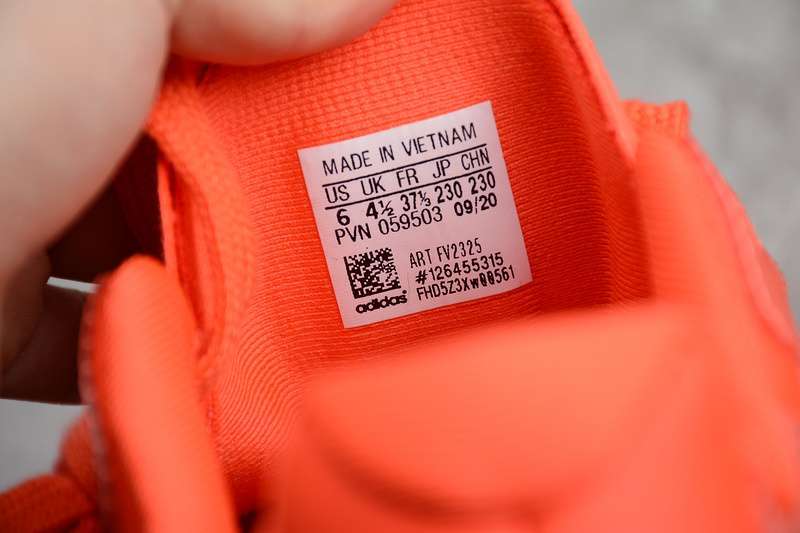 MADE IN VIETNAM
US UK FR JP CHN
6 4½ 37⅓ 230 230
PVN 059503 09/20
ART FV2325
#126455315
FHD5Z3XwQQ561
adidas